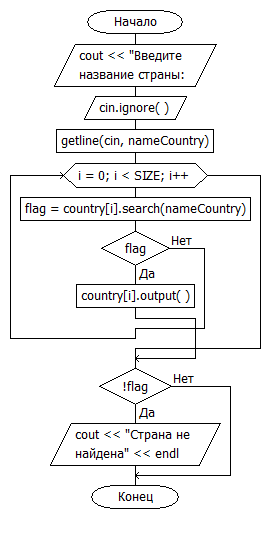 Начало
cout << "Введите
название страны:
cin.ignore( )
getline(cin, nameCountry)
i = 0; i < SIZE; i++
flag = country[i].search(nameCountry)
flag
Нет
Да
country[i].output( )
!flag
Нет
Да
cout << "Страна не
найдена" << endl
Конец